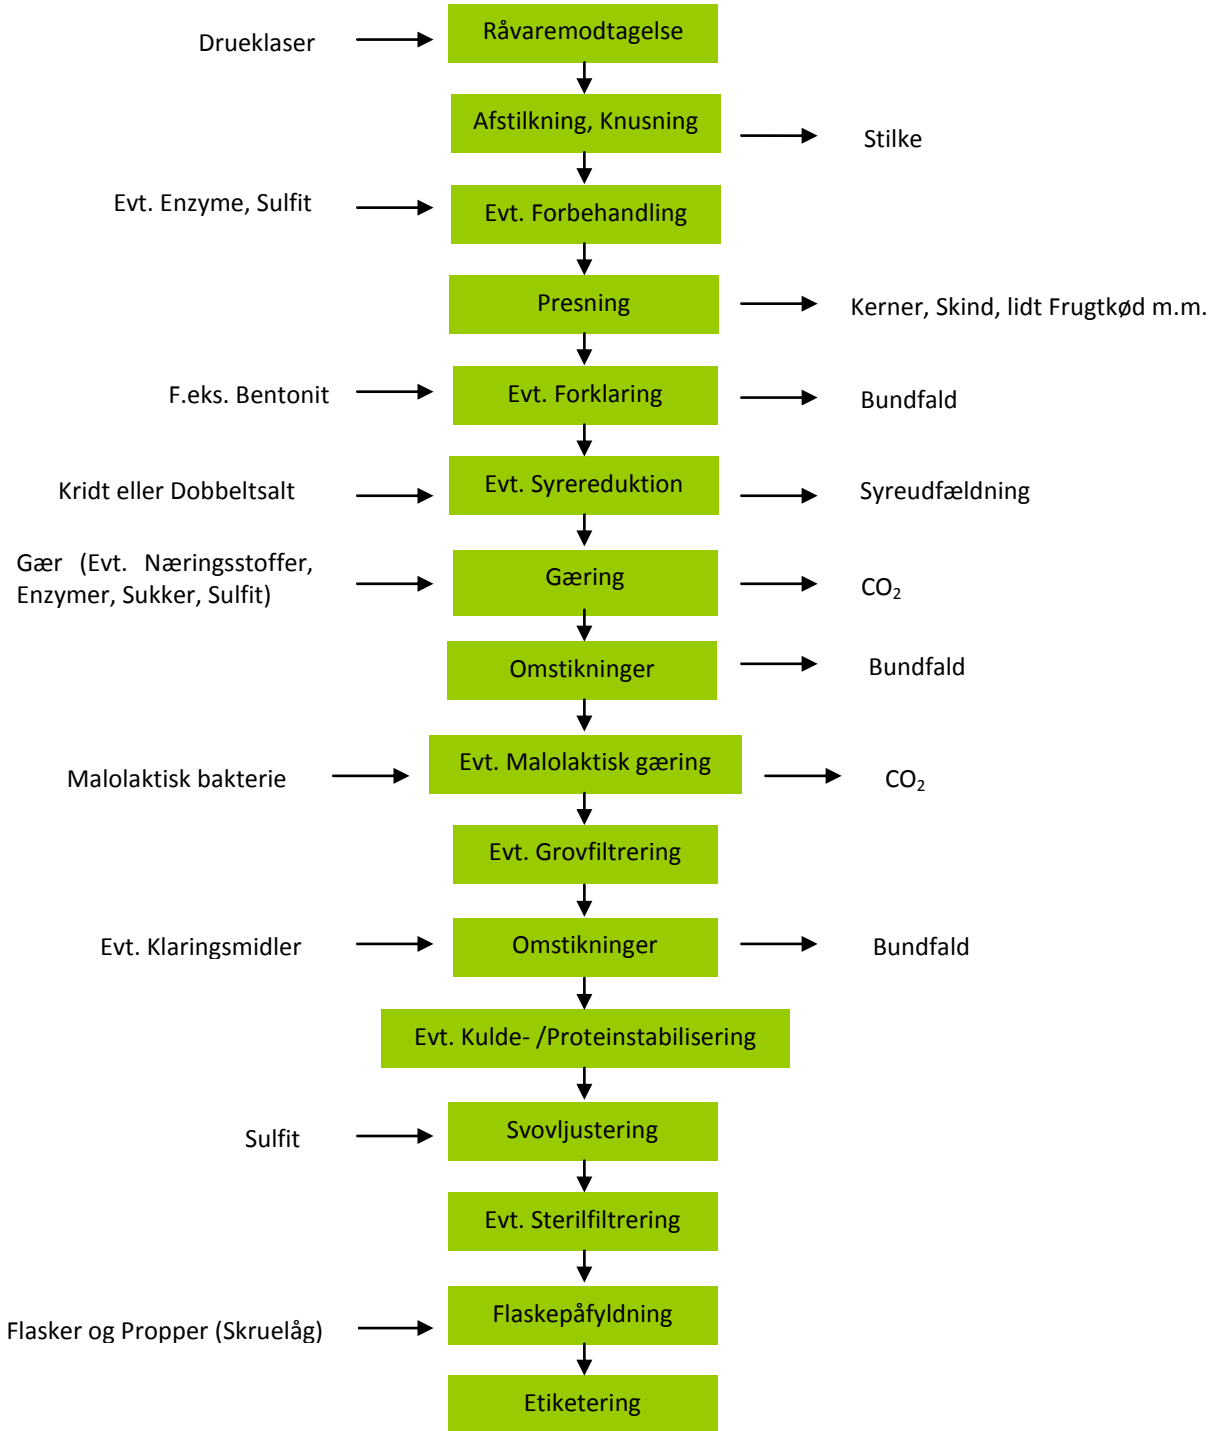 Drueklaser
Råvaremodtagelse
Afstilkning, Knusning
Stilke
Evt. Enzyme, Sulfit
Evt. Forbehandling
Presning
Kerner, Skind, lidt Frugtkød m.m.
F.eks. Bentonit
Evt. Forklaring
Bundfald
Kridt eller Dobbeltsalt
Evt. Syrereduktion
Syreudfældning
Gær (Evt. Næringsstoffer,
Enzymer, Sukker, Sulfit)
Gæring
CO₂
Omstikninger
Bundfald
Malolaktisk bakterie
Evt. Malolaktisk gæring
CO₂
Evt. Grovfiltrering
Evt. Klaringsmidler
Omstikninger
Bundfald
Evt. Kulde- /Proteinstabilisering
Sulfit
Svovljustering
Evt. Sterilfiltrering
Flasker og Propper (Skruelåg)
Flaskepåfyldning
Etiketering